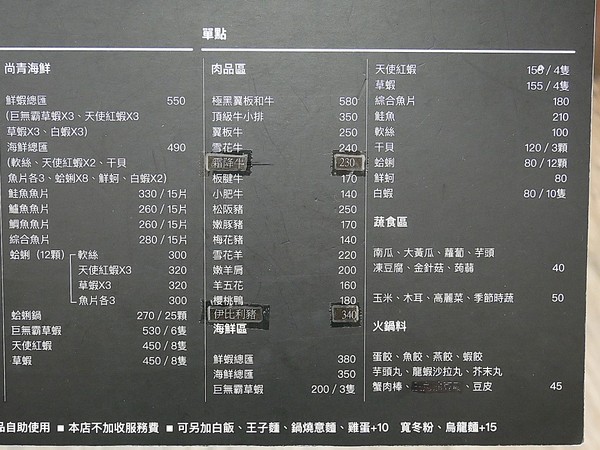 單點
尚青海鮮
鮮蝦總匯 550
(巨無霸草蝦X3、天使紅蝦X3
草蝦X3、白蝦X3)
海鮮總匯 490
(軟絲、天使紅蝦X2、干貝
魚片各3、蛤蜊X8、鮮蚵、白蝦X2)
鮭魚魚片 330 / 15片
鱸魚魚片 260 / 15片
鯛魚魚片 260 / 15片
綜合魚片 280 / 15片
蛤蜊 (12顆) 軟絲 300
天使紅蝦X3 320
草蝦X3 320
魚片各3 300
蛤蜊鍋 270 / 25顆
巨無霸草蝦 530 / 6隻
天使紅蝦 450 / 8隻
草蝦 450 / 8隻
肉品區
極黑翼板和牛 580
頂級牛小排 350
翼板牛 250
雪花牛 240
霜降牛 230
板腱牛 170
小肥牛 140
松阪豬 250
嫩豚豬 170
梅花豬 140
雪花羊 220
嫩羊肩 200
羊五花 160
櫻桃鴨 180
伊比利豬 340
海鮮區
鮮蝦總匯 380
海鮮總匯 350
巨無霸草蝦 200 / 3隻
天使紅蝦 155 / 4隻
草蝦 155 / 4隻
綜合魚片 180
鮭魚 210
軟絲 100
干貝 120 / 3顆
蛤蜊 80 / 12顆
鮮蚵 80
白蝦 80 / 10隻
蔬食區
南瓜、大黃瓜、蘿蔔、芋頭
凍豆腐、金針菇、蒟蒻 40
玉米、木耳、高麗菜、季節時蔬 50
火鍋料
蛋餃、魚餃、燕餃、蝦餃
芋頭丸、龍蝦沙拉丸、芥末丸
蟹肉棒、 、豆皮 45
品自助使用 ■ 本店不加收服務費 ■ 可另加白飯、王子麵、鍋燒意麵、雞蛋+10 寬冬粉、烏龍麵+15